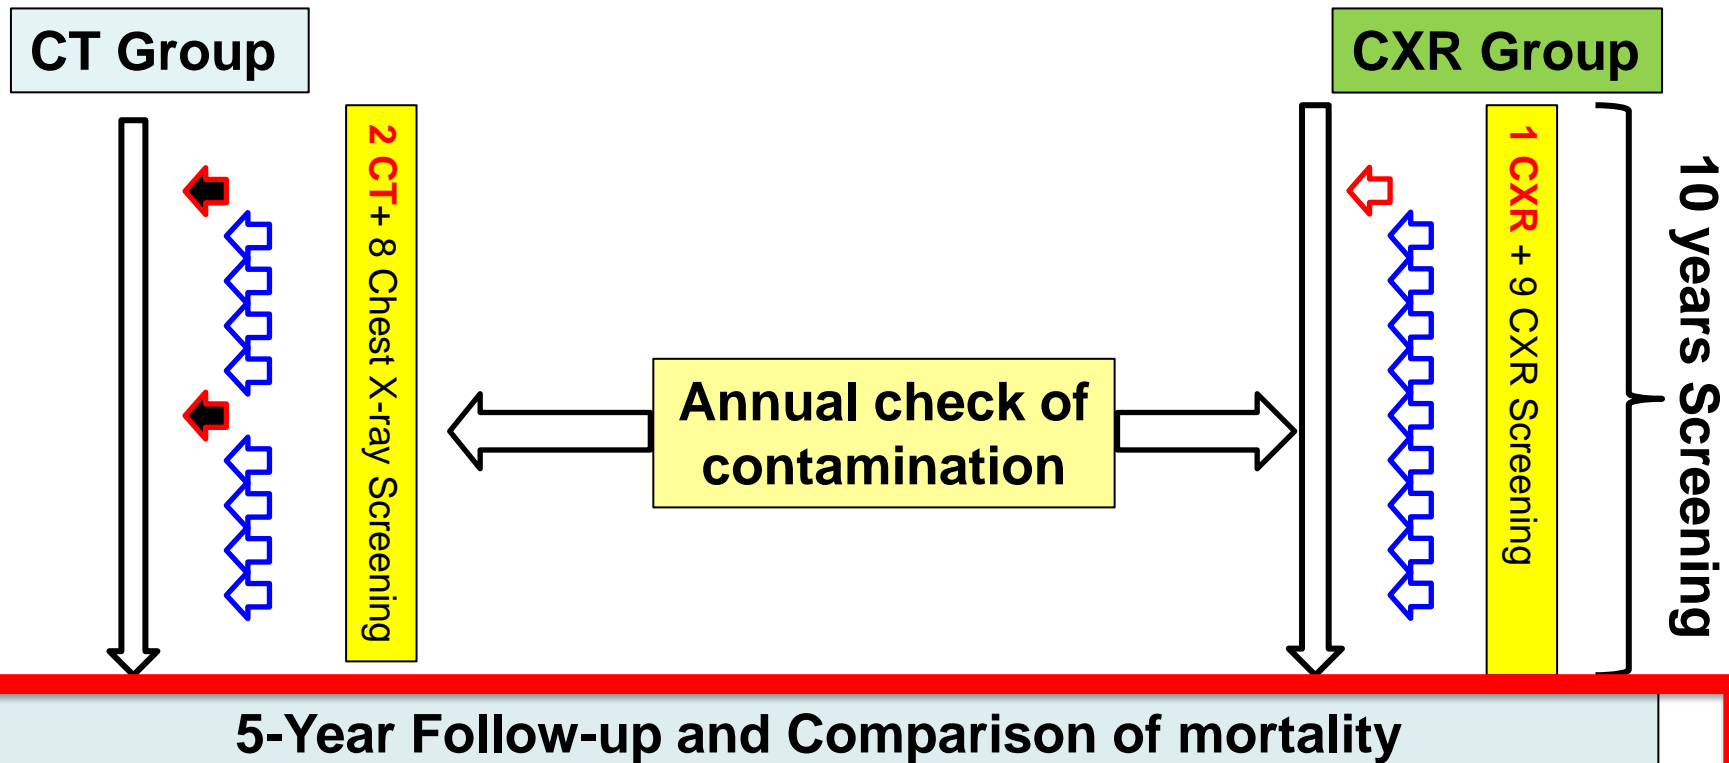 CT Group
CXR Group
2 CT+ 8 Chest X-ray Screening
Annual check of
contamination
1 CXR + 9 CXR Screening
10 years Screening
5-Year Follow-up and Comparison of mortality